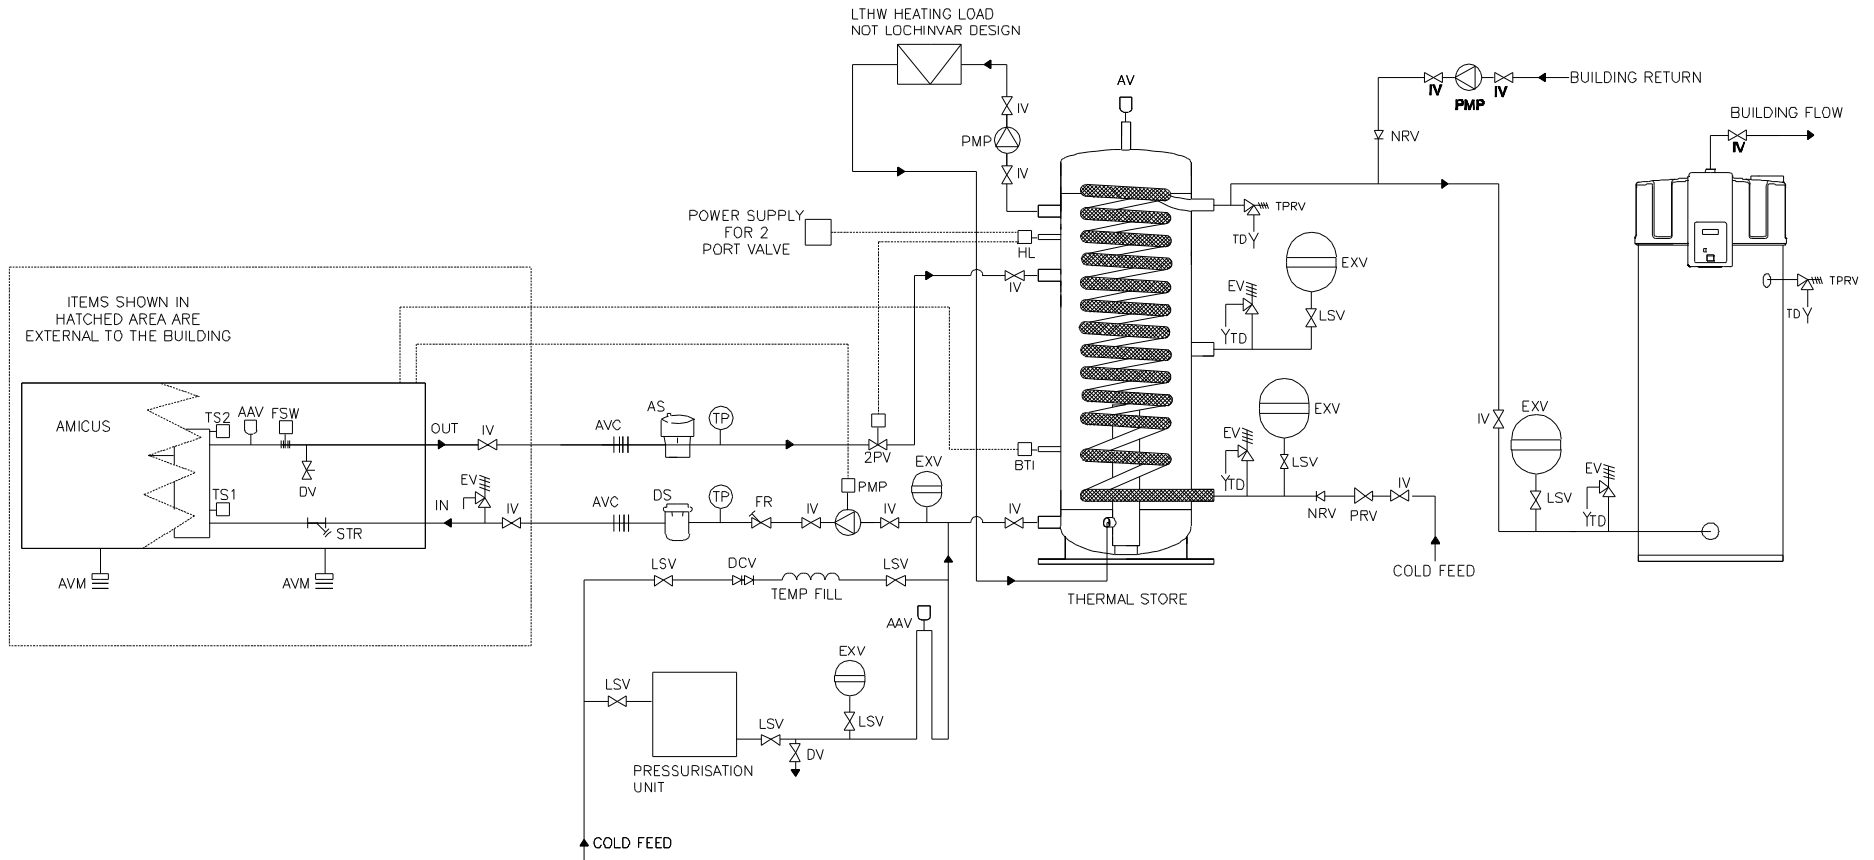 LTHW HEATING LOAD
NOT LOCHINVAR DESIGN
IV
PMP
IV
AV
IV
PMP
IV
BUILDING RETURN
NRV
BUILDING FLOW
IV
POWER SUPPLY
FOR 2
PORT VALVE
HL
IV
TPRV
TD
EXV
EV
LSV
TD
TPRV
TD
ITEMS SHOWN IN
HATCHED AREA ARE
EXTERNAL TO THE BUILDING
AMICUS
TS2
AAV
FSW
OUT
IV
DV
AVC
AS
TP
2PV
BTI
EXV
EV
LSV
TD
IV
EXV
EV
LSV
TD
TS1
STR
IN
EV
IV
AVC
DS
TP
FR
IV
PMP
IV
EXV
IV
NRV
PRV
IV
COLD FEED
AVM
AVM
LSV
DCV
TEMP FILL
LSV
THERMAL STORE
AAV
EXV
LSV
LSV
LSV
DV
PRESSURISATION
UNIT
COLD FEED